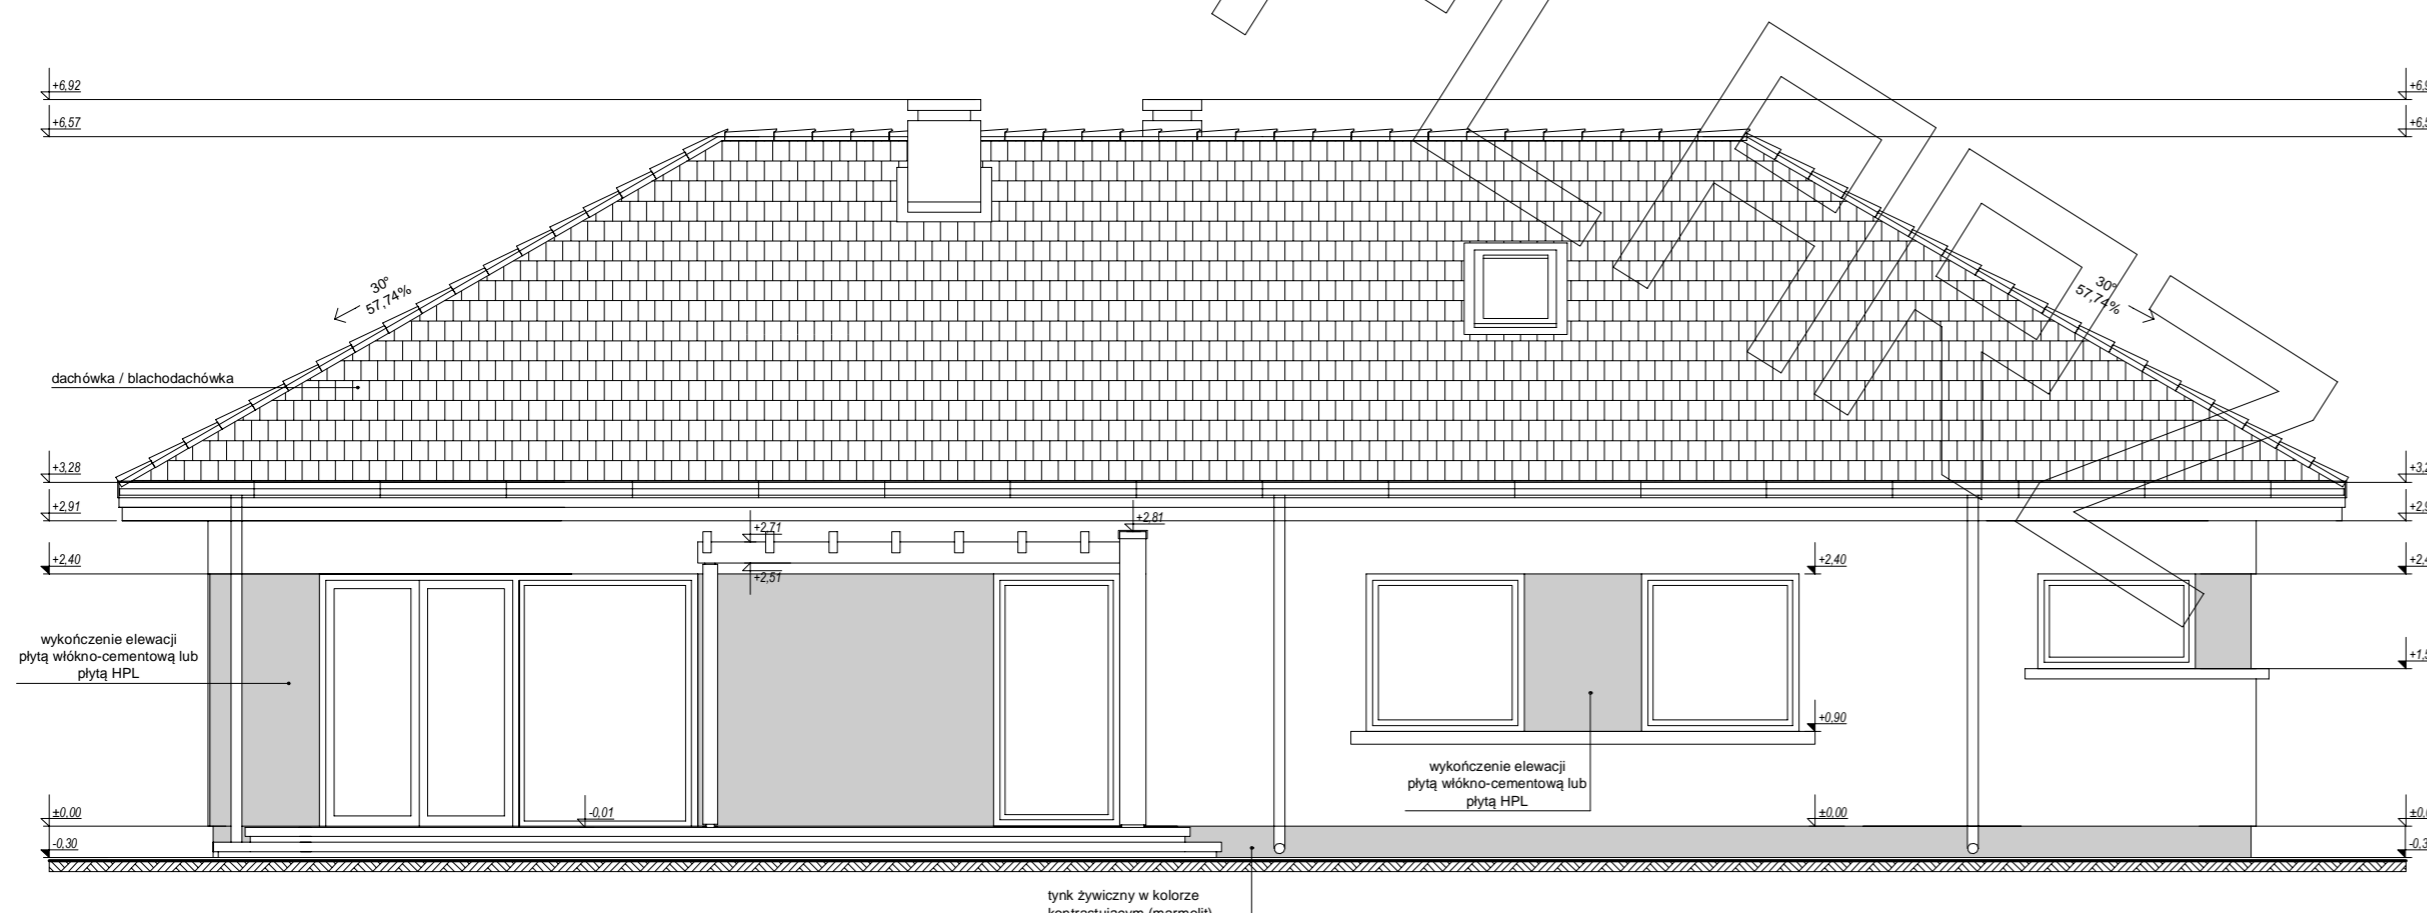 +6,92
+6,57
30°
57,74%
30°
57,74%
dachówka / blachodachówka
+3,28
+2,91
+2,71
+2,81
+2,51
+2,40
+2,40
wykończenie elewacji
płytą włókno-cementową lub
płytą HPL
+0,90
wykończenie elewacji
płytą włókno-cementową lub
płytą HPL
±0,00
-0,01
±0,00
-0,30
tynk żywiczny w kolorze
kontrastującym (marmolit)